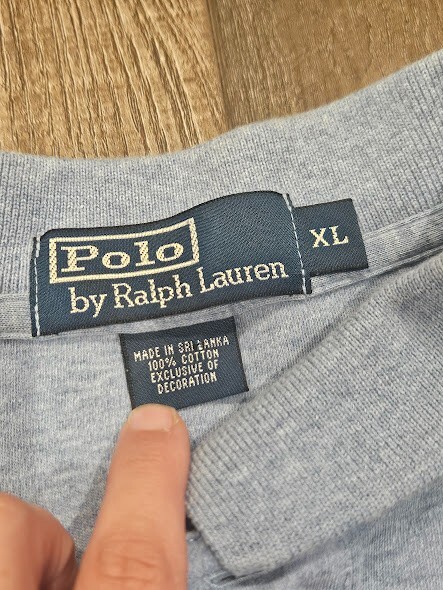 Polo
by Ralph Lauren
XL
MADE IN SRI LANKA
100% COTTON
EXCLUSIVE OF
DECORATION